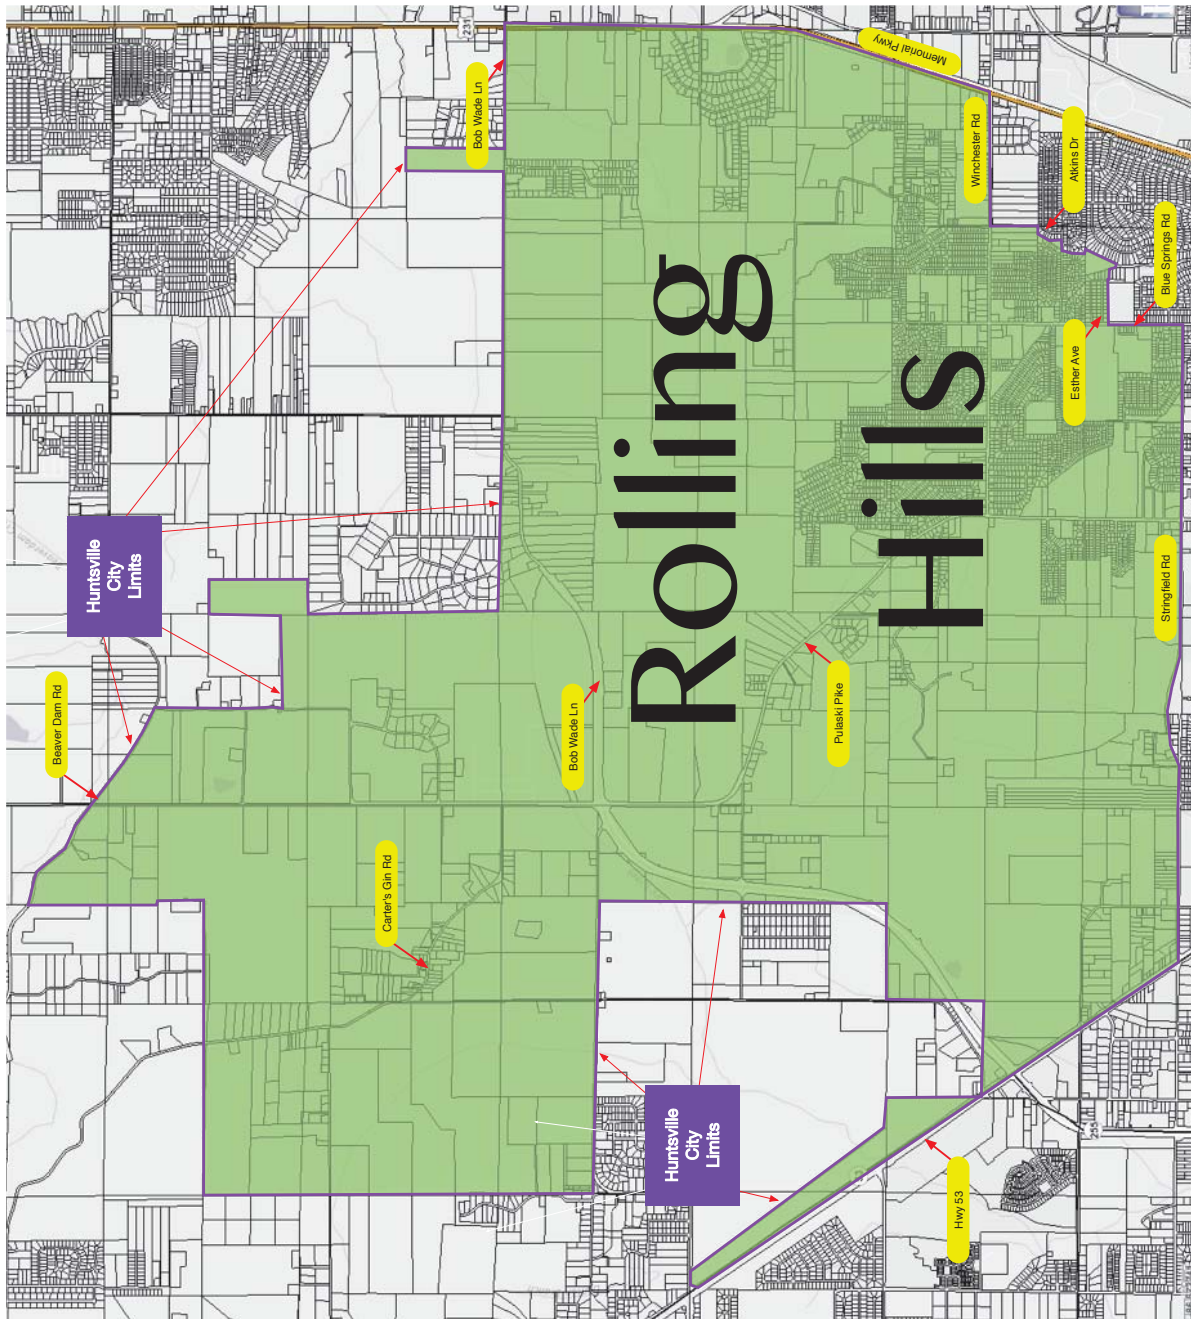 231
Memorial Pkwy
Bob Wade Ln
Winchester Rd
Atkins Dr
Blue Springs Rd
Esther Ave
Rolling
Hills
Huntsville
City
Limits
Beaver Dam Rd
Bob Wade Ln
Pulaski Pike
Stringfield Rd
Carter's Gin Rd
Huntsville
City
Limits
Hwy 53
255